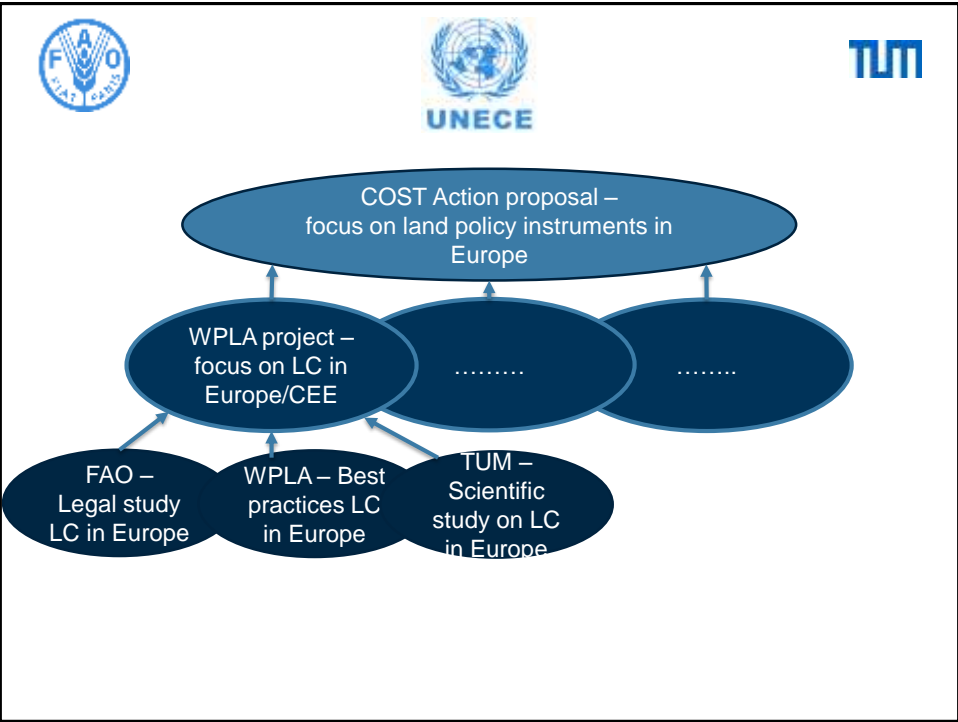 FAO
FIAT PANIS
UNECE
TUM
COST Action proposal –
focus on land policy instruments in
Europe
WPLA project –
focus on LC in
Europe/CEE
………
……..
FAO –
Legal study
LC in Europe
WPLA – Best
practices LC
in Europe
TUM –
Scientific
study on LC
in Europe